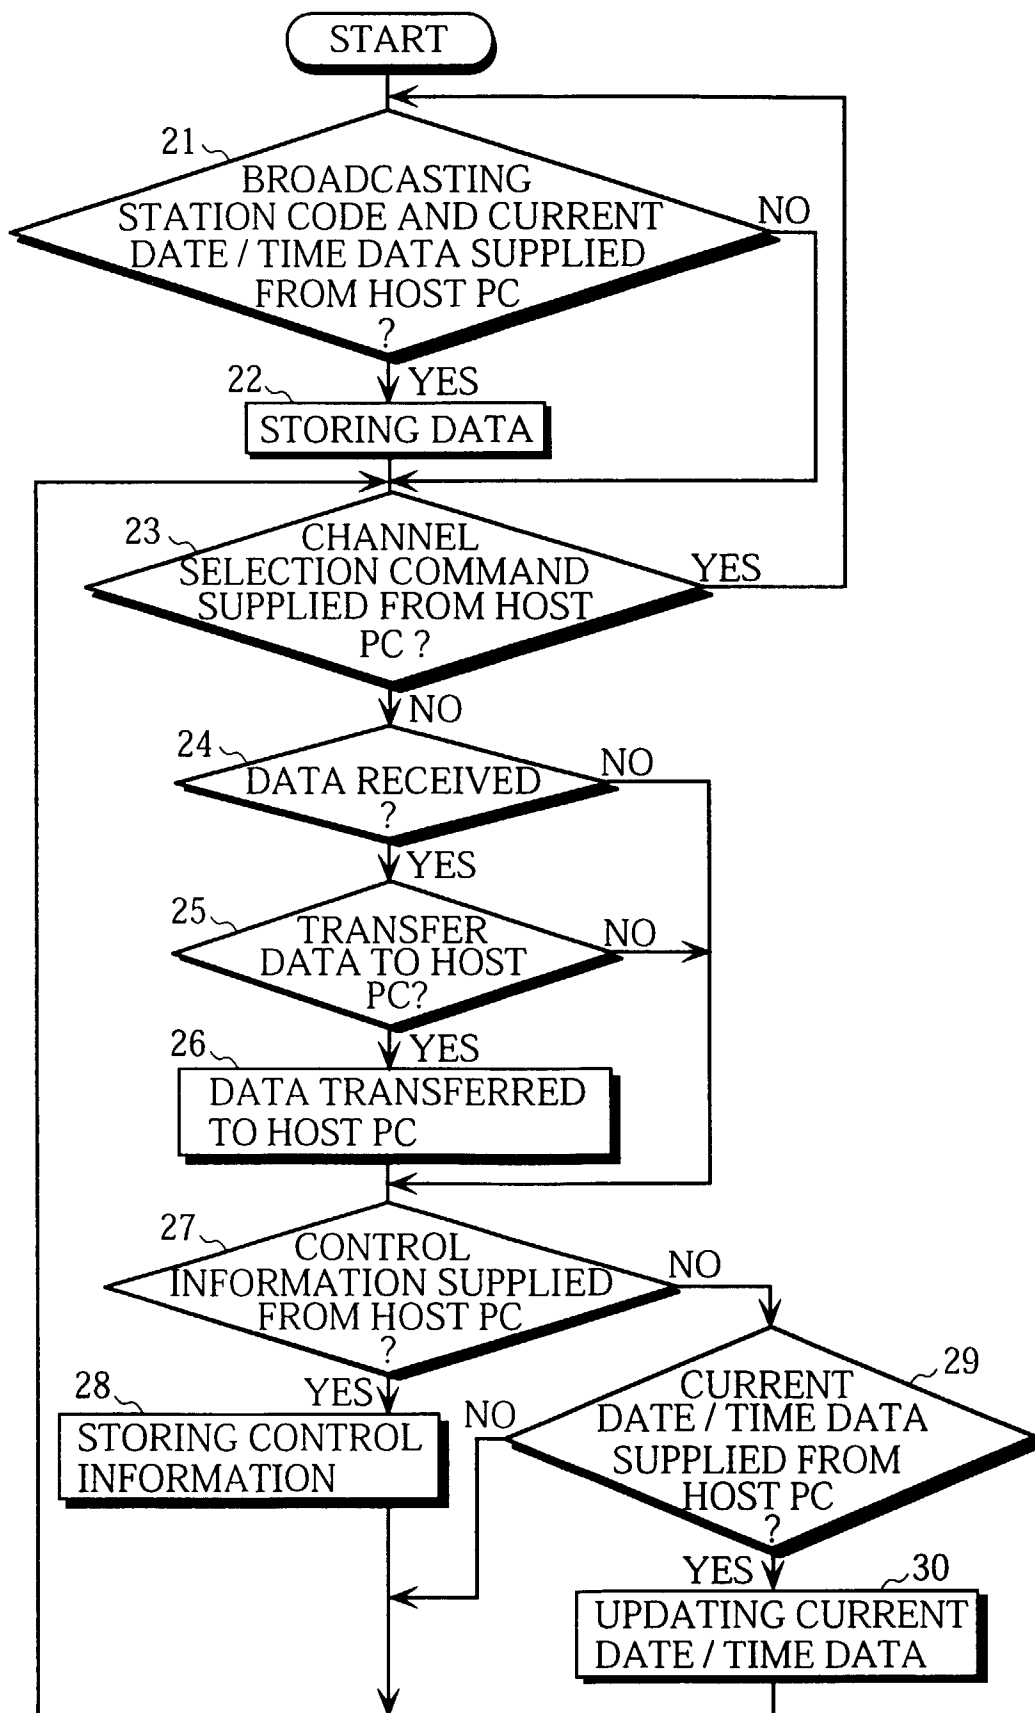 START
21
BROADCASTING
STATION CODE AND CURRENT
DATE / TIME DATA SUPPLIED
FROM HOST PC
?
NO
YES
22
STORING DATA
23
CHANNEL
SELECTION COMMAND
SUPPLIED FROM HOST
PC ?
YES
NO
24
DATA RECEIVED
?
NO
YES
25
TRANSFER
DATA TO HOST
PC?
NO
YES
26
DATA TRANSFERRED
TO HOST PC
27
CONTROL
INFORMATION SUPPLIED
FROM HOST PC
?
NO
YES
28
STORING CONTROL
INFORMATION
29
CURRENT
DATE / TIME DATA
SUPPLIED FROM
HOST PC
?
NO
YES
30
UPDATING CURRENT
DATE / TIME DATA